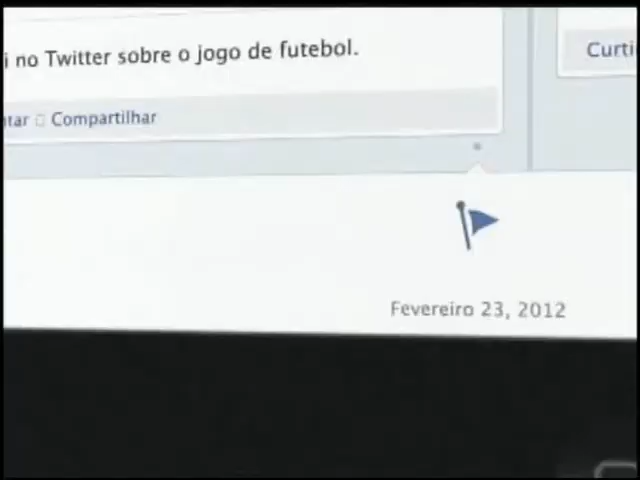 no Twitter sobre o jogo de futebol.
Curti
Compartilhar
Fevereiro 23, 2012